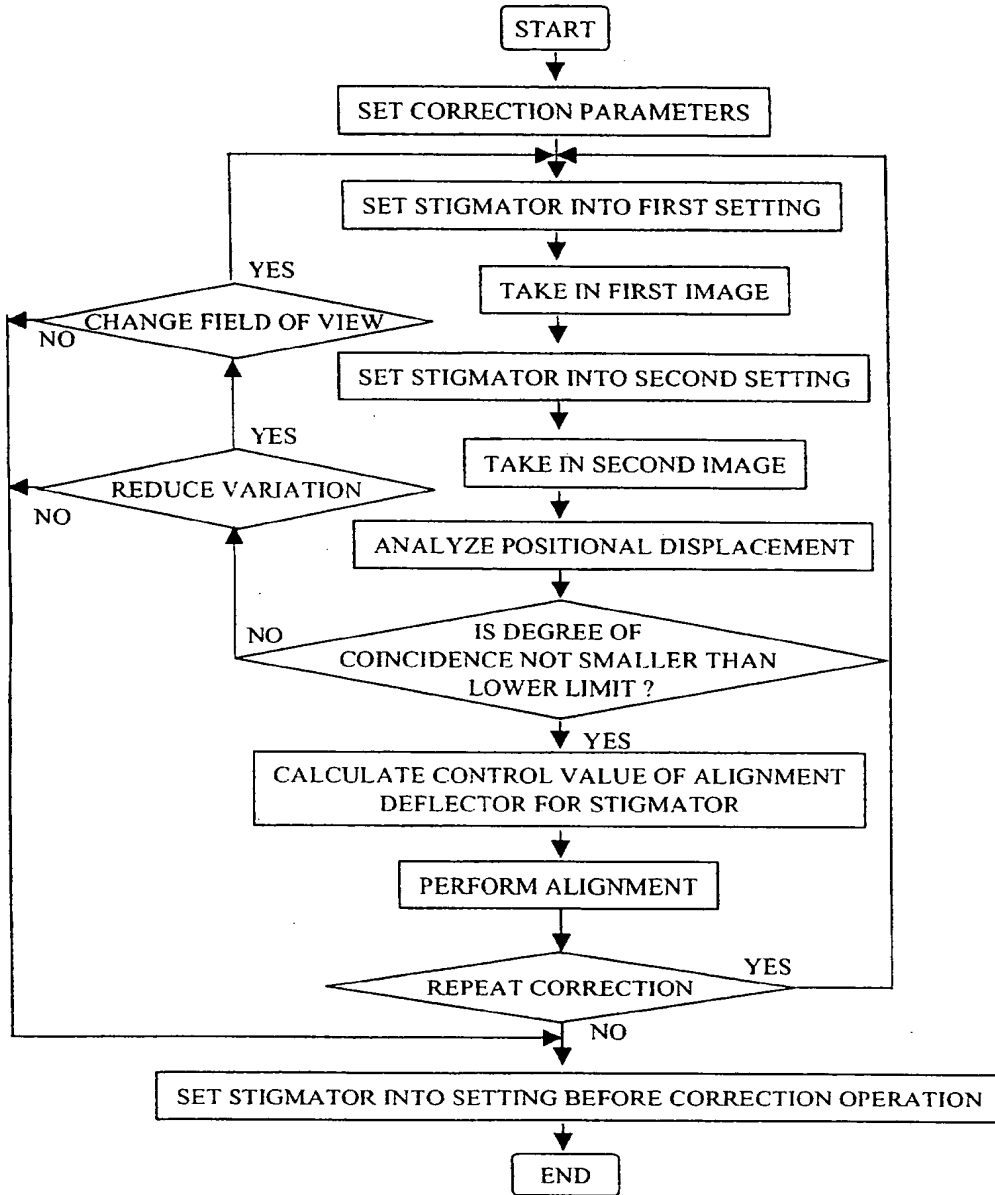 START
SET CORRECTION PARAMETERS
SET STIGMATOR INTO FIRST SETTING
YES
TAKE IN FIRST IMAGE
CHANGE FIELD OF VIEW
NO
SET STIGMATOR INTO SECOND SETTING
YES
TAKE IN SECOND IMAGE
REDUCE VARIATION
NO
ANALYZE POSITIONAL DISPLACEMENT
NO
IS DEGREE OF
COINCIDENCE NOT SMALLER THAN
LOWER LIMIT ?
YES
CALCULATE CONTROL VALUE OF ALIGNMENT
DEFLECTOR FOR STIGMATOR
PERFORM ALIGNMENT
YES
REPEAT CORRECTION
NO
SET STIGMATOR INTO SETTING BEFORE CORRECTION OPERATION
END